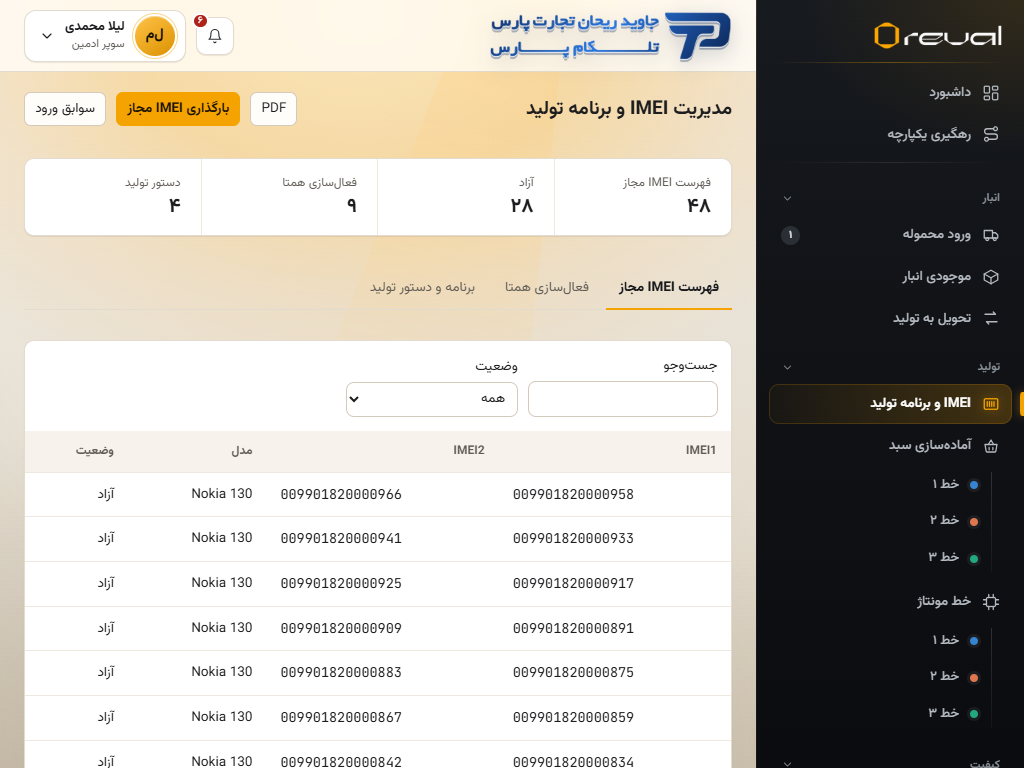 oreval
داشبورد
رهگیری یکپارچه
انبار
ورود محموله
۱
موجودی انبار
تحویل به تولید
تولید
IMEI و برنامه تولید
آماده‌سازی سبد
خط ۱
خط ۲
خط ۳
خط مونتاژ
خط ۱
خط ۲
خط ۳
کیفیت
جاوید ریحان تجارت پارس
تلکام پارس
۶
ل‌م
لیلا محمدی
سوپر ادمین
مدیریت IMEI و برنامه تولید
PDF
بارگذاری IMEI مجاز
سوابق ورود
فهرست IMEI مجاز
۴۸
آزاد
۲۸
فعال‌سازی همتا
۹
دستور تولید
۴
فهرست IMEI مجاز
فعال‌سازی همتا
برنامه و دستور تولید
جست‌وجو
وضعیت
همه
IMEI1 IMEI2 مدل وضعیت
009901820000958 009901820000966 Nokia 130 آزاد
009901820000933 009901820000941 Nokia 130 آزاد
009901820000917 009901820000925 Nokia 130 آزاد
009901820000891 009901820000909 Nokia 130 آزاد
009901820000875 009901820000883 Nokia 130 آزاد
009901820000859 009901820000867 Nokia 130 آزاد
009901820000834 009901820000842 Nokia 130 آزاد